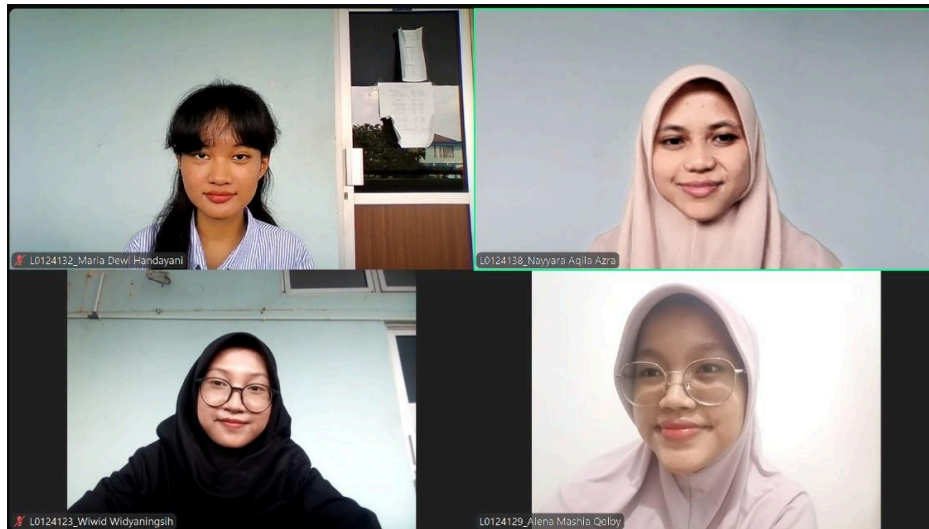 L0124132_Maria Dewi Handayani
L0124138_Nayyara Aqila Azra
L0124123_Wiwid Widyaningsih
L0124129_Alena Mashia Qoloy